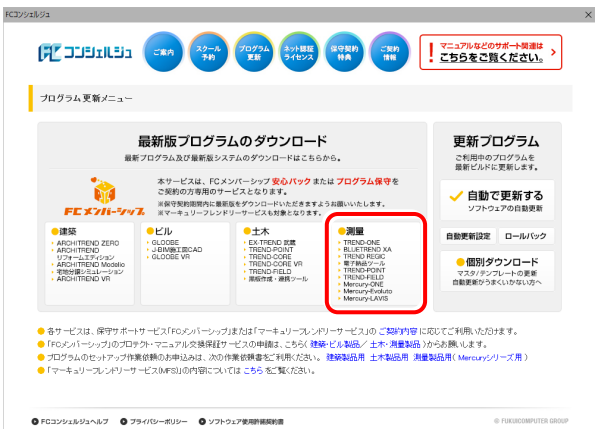 FCコンシェルジュ
FC コンシェルジュ
ご案内
スクール
予約
プログラム
更新
ネット認証
ライセンス
保守契約
特典
ご契約
情報
マニュアルなどのサポート関連は
こちらをご覧ください。
プログラム更新メニュー
最新版プログラムのダウンロード
最新プログラム及び最新版システムのダウンロードはこちらから。
FCメンバーシップ
本サービスは、FCメンバーシップ 安心パック または プログラム保守を
ご契約の方専用のサービスとなります。
※保守契約期間内に最新版をダウンロードいただきますようお願いいたします。
※マーキュリーフレンドリーサービスも対象となります。
建築
ARCHITREND ZERO
ARCHITREND
リフォームエディション
ARCHITREND Modelio
宅地分譲シミュレーション
ARCHITREND VR
ビル
GLOOBE
J-BIM施工図CAD
GLOOBE VR
土木
EX-TREND 武蔵
TREND-POINT
TREND-CORE
TREND-CORE VR
TREND-FIELD
黒板作成・連携ツール
測量
TREND-ONE
BLUETREND XA
TREND REGIC
電子納品ツール
TREND-POINT
TREND-FIELD
Mercury-ONE
Mercury-Evoluto
Mercury-LAVIS
更新プログラム
ご利用中のプログラムを
最新ビルドに更新します。
自動で更新する
ソフトウェアの自動更新
自動更新設定
ロールバック
個別ダウンロード
マスタ/テンプレートの更新
自動更新がうまくいかない方へ
各サービスは、保守サポートサービス「FCメンバーシップ」または「マーキュリーフレンドリーサービス」の ご契約内容 に応じてご利用いただけます。
「FCメンバーシップ」のプロテクト・マニュアル交換保証サービスの申請は、こちら( 建築・ビル製品 / 土木・測量製品 )からお願いします。
プログラムのセットアップ作業依頼のお申込みは、次の作業依頼書をご利用ください。 建築製品用 土木製品用 測量製品用( Mercuryシリーズ用 )
「マーキュリーフレンドリーサービス(MFS)」の内容については こちら をご覧ください。
FCコンシェルジュヘルプ
プライバシーポリシー
ソフトウェア使用許諾契約書
© FUKUICOMPUTER GROUP